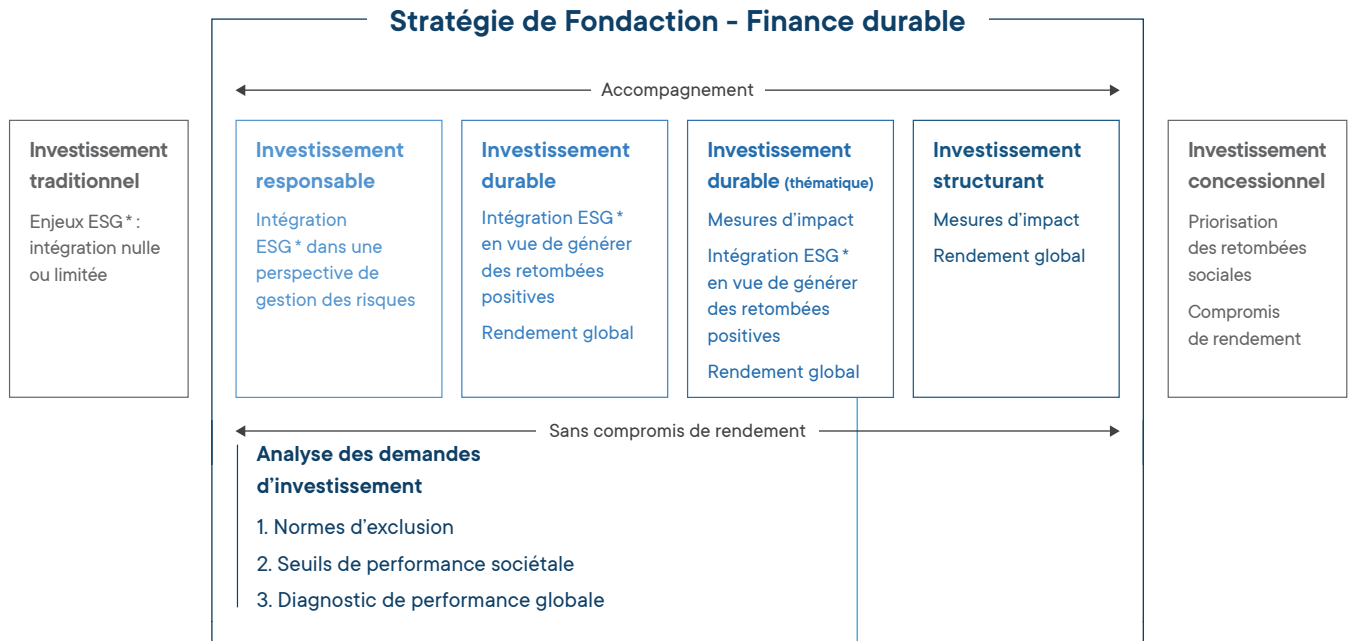 Stratégie de Fondaction - Finance durable
Accompagnement
Investissement
traditionnel
Enjeux ESG* :
intégration nulle
ou limitée
Investissement
responsable
Intégration
ESG* dans une
perspective de
gestion des risques
Investissement
durable
Intégration ESG*
en vue de générer
des retombées
positives
Rendement global
Investissement
durable (thématique)
Mesures d’impact
Intégration ESG*
en vue de générer
des retombées
positives
Rendement global
Investissement
structurant
Mesures d’impact
Rendement global
Investissement
concessionnel
Priorisation
des retombées
sociales
Compromis
de rendement
Sans compromis de rendement
Analyse des demandes
d’investissement
1. Normes d’exclusion
2. Seuils de performance sociétale
3. Diagnostic de performance globale